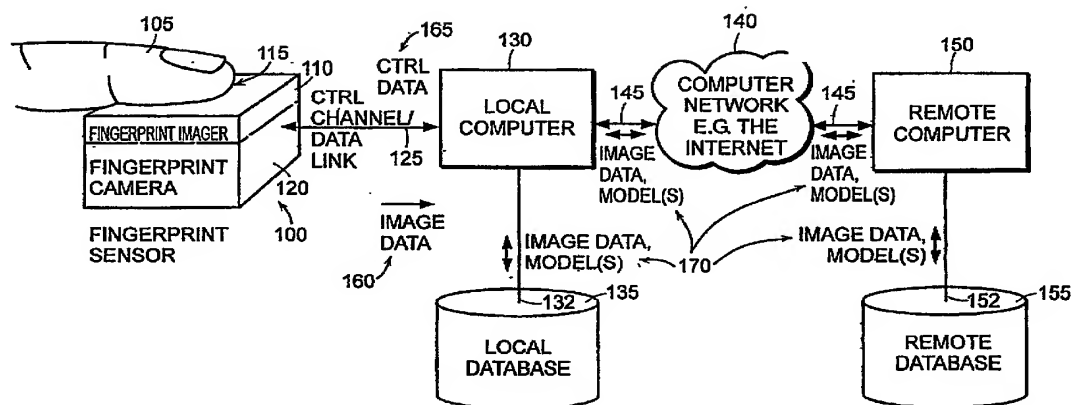 105
115
110
165
CTRL
DATA
130
140
150
FINGERPRINT IMAGER
FINGERPRINT
CAMERA
CTRL
CHANNEL/
DATA
LINK
125
120
100
FINGERPRINT
SENSOR
LOCAL
COMPUTER
145
IMAGE
DATA,
MODEL(S)
COMPUTER
NETWORK
E.G. THE
INTERNET
145
IMAGE
DATA,
MODEL(S)
REMOTE
COMPUTER
IMAGE
DATA
160
IMAGE DATA,
MODEL(S)
170
IMAGE DATA,
MODEL(S)
132
135
LOCAL
DATABASE
152
155
REMOTE
DATABASE